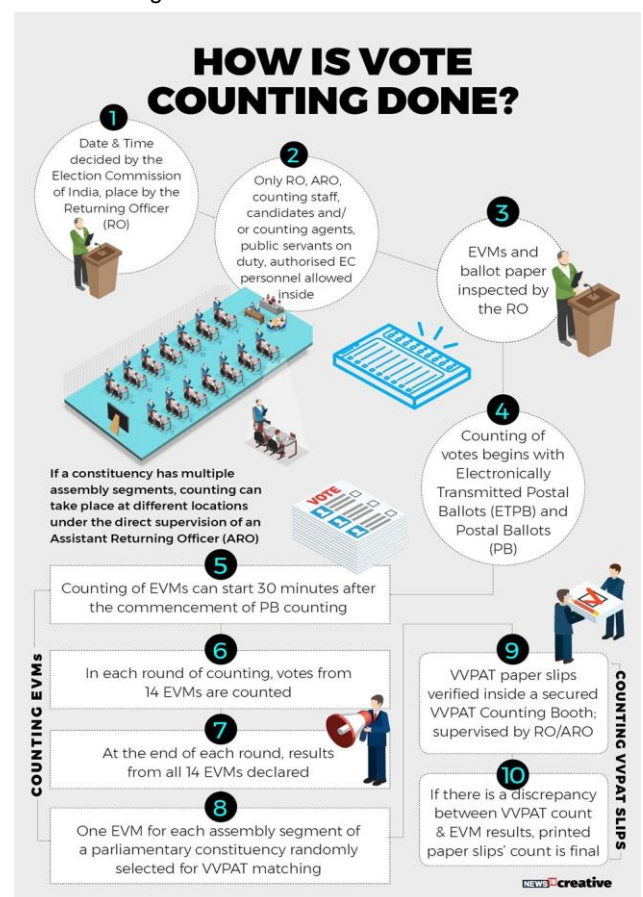 HOW IS VOTE
COUNTING DONE?
1
Date & Time
decided by the
Election Commission
of India, place by the
Returning Officer
(RO)
2
Only RO, ARO,
counting staff,
candidates and/
or counting agents,
public servants on
duty, authorised EC
personnel allowed
inside
3
EVMs and
ballot paper
inspected by
the RO
4
Counting of
votes begins with
Electronically
Transmitted Postal
Ballots (ETPB) and
Postal Ballots
(PB)
If a constituency has multiple
assembly segments, counting can
take place at different locations
under the direct supervision of an
Assistant Returning Officer (ARO)
VOTE
COUNTING EVMs
5
Counting of EVMs can start 30 minutes after
the commencement of PB counting
6
In each round of counting, votes from
14 EVMs are counted
7
At the end of each round, results
from all 14 EVMs declared
8
One EVM for each assembly segment of
a parliamentary constituency randomly
selected for VVPAT matching
COUNTING VVPAT SLIPS
9
VVPAT paper slips
verified inside a secured
VVPAT Counting Booth;
supervised by RO/ARO
10
If there is a discrepancy
between VVPAT count
& EVM results, printed
paper slips' count is final
NEWS18 creative